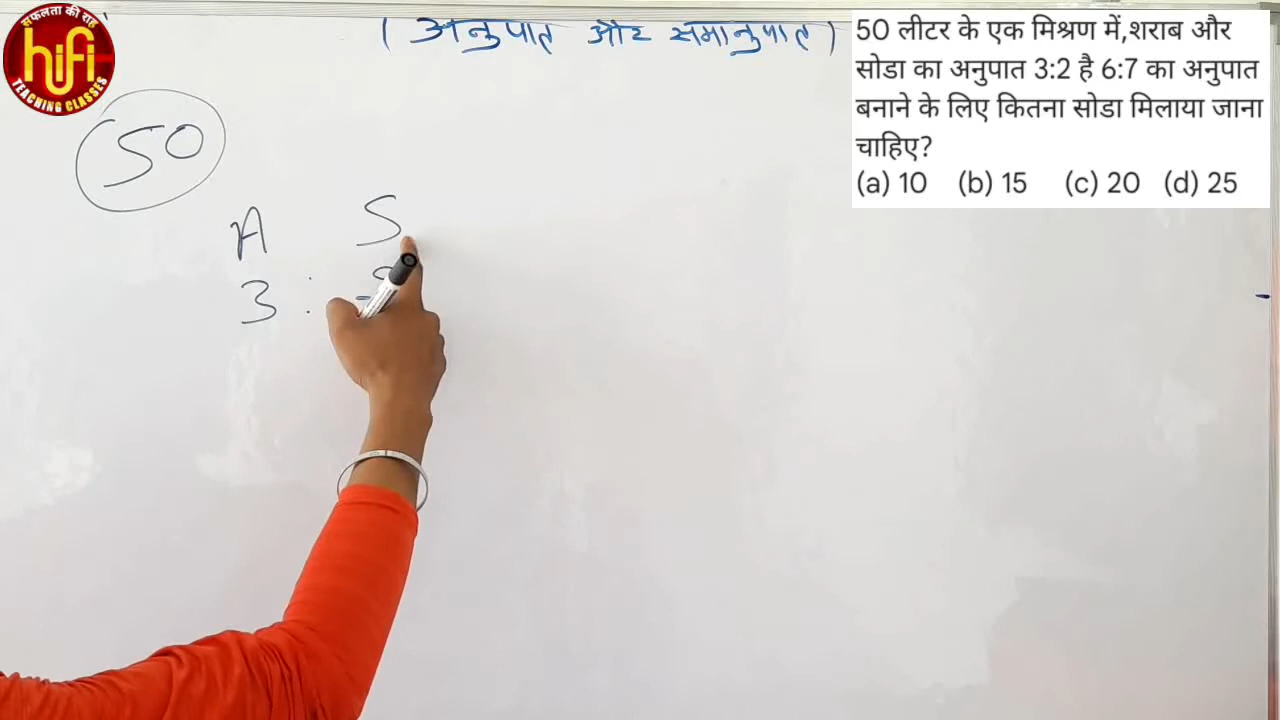 सफलता की राह
hifi
TEACHING CLASSES
(अनुपात और समानुपात)
50 लीटर के एक मिश्रण में,शराब और
सोडा का अनुपात 3:2 है 6:7 का अनुपात
बनाने के लिए कितना सोडा मिलाया जाना
चाहिए?
(a) 10 (b) 15 (c) 20 (d) 25
50
A S
3 :